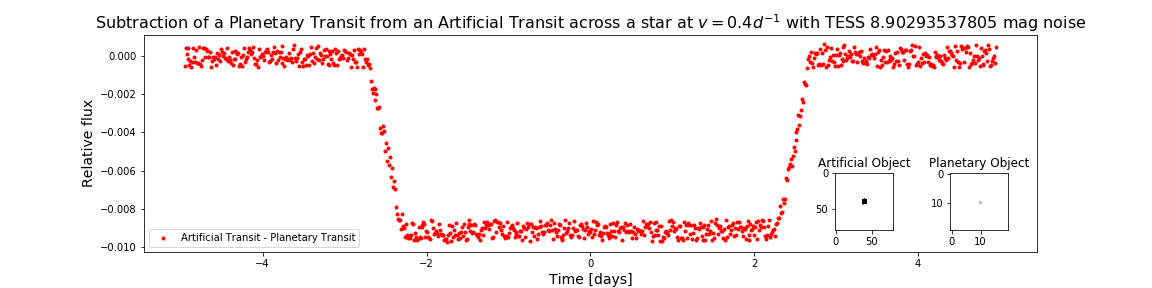 Subtraction of a Planetary Transit from an Artificial Transit across a star at v = 0.4d⁻¹ with TESS 8.90293537805 mag noise
0.000
−0.002
−0.004
−0.006
−0.008
−0.010
Relative flux
Artificial Transit - Planetary Transit
Artificial Object
0
50
0 50
Planetary Object
0
10
0 10
−4 −2 0 2 4
Time [days]